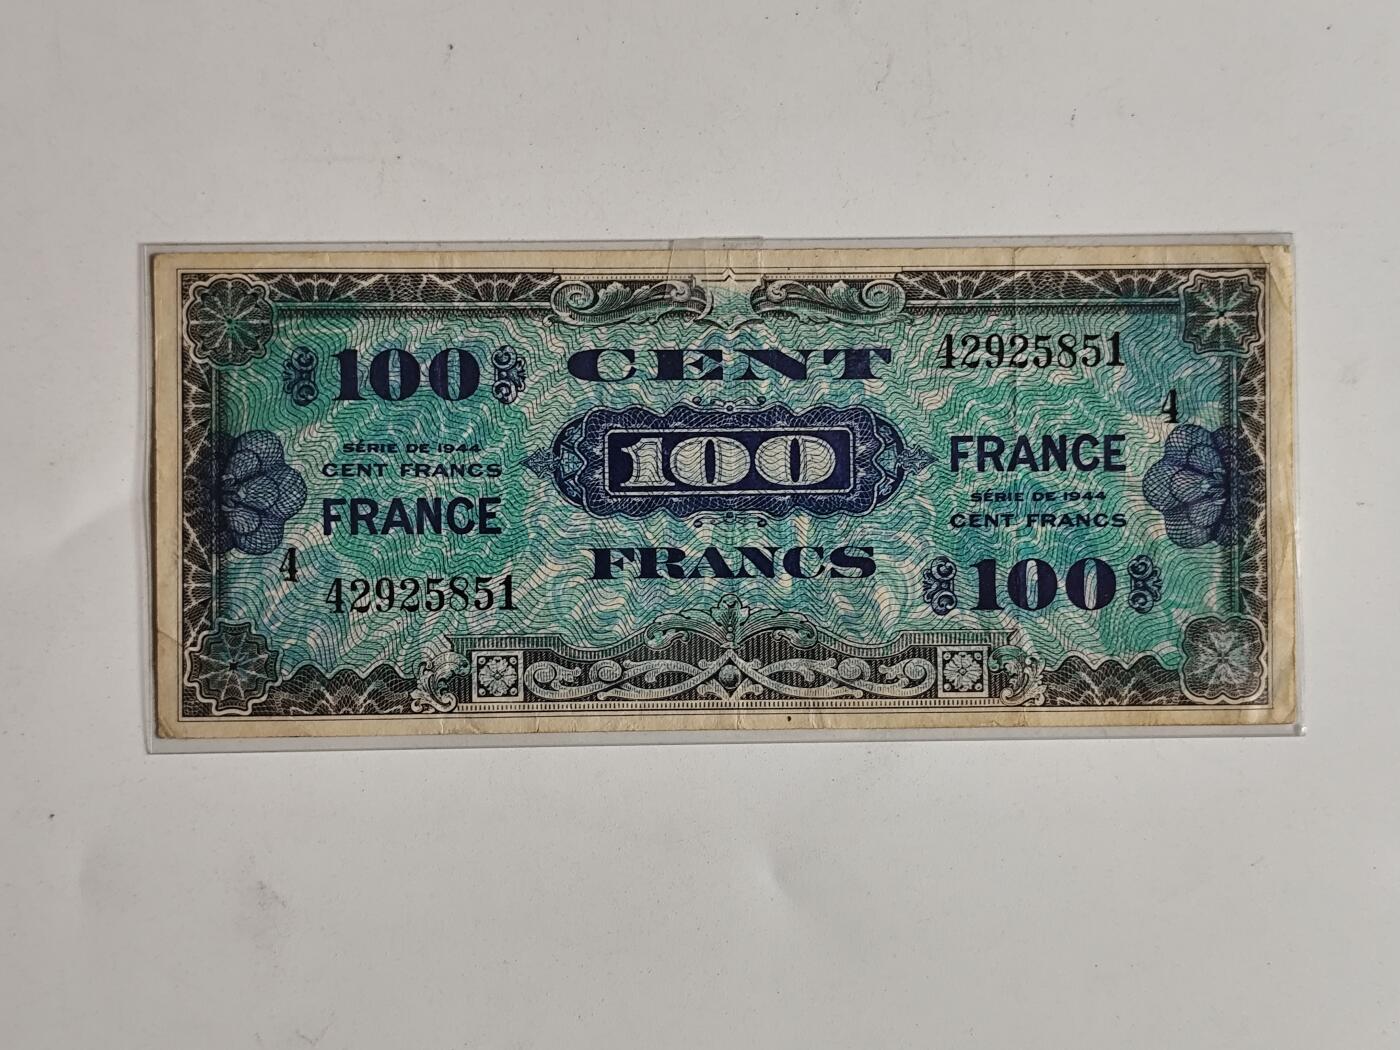 100
CENT
42925851
4
SÉRIE DE 1944
CENT FRANCS
FRANCE
100
FRANCE
SÉRIE DE 1944
CENT FRANCS
4
42925851
FRANCS
100